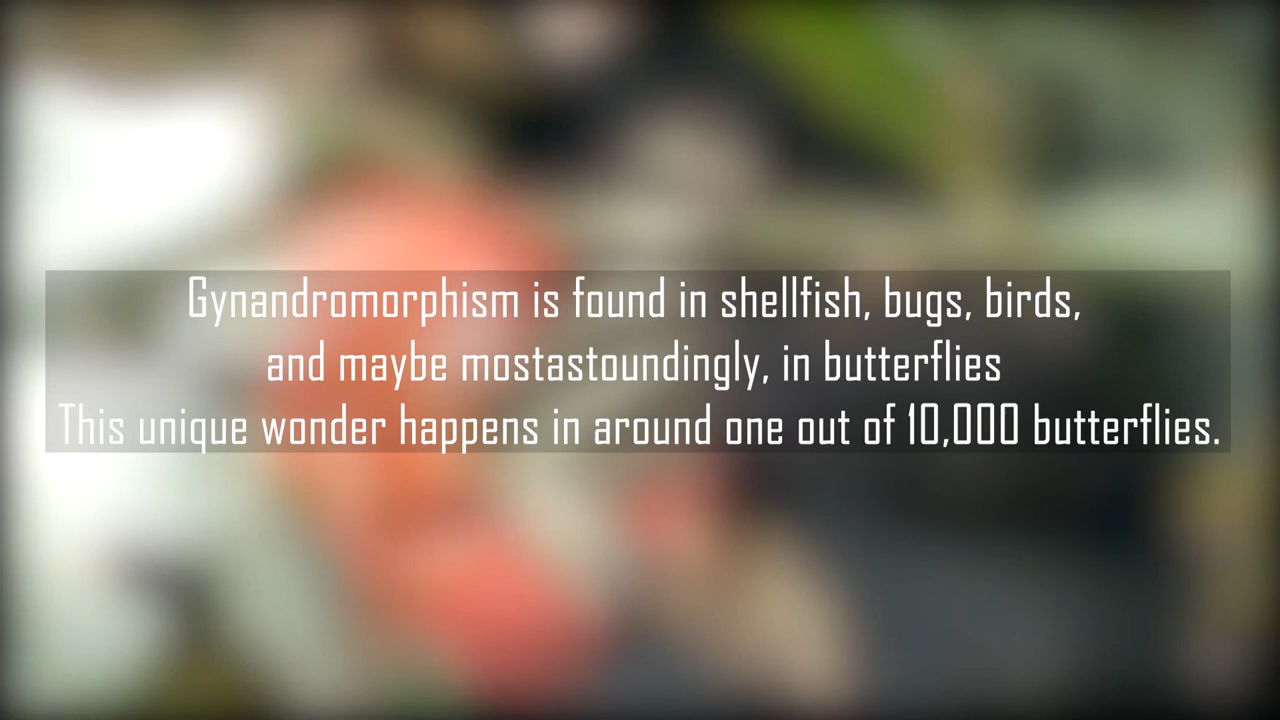 Gynandromorphism is found in shellfish, bugs, birds,
and maybe mostastoundingly, in butterflies
This unique wonder happens in around one out of 10,000 butterflies.